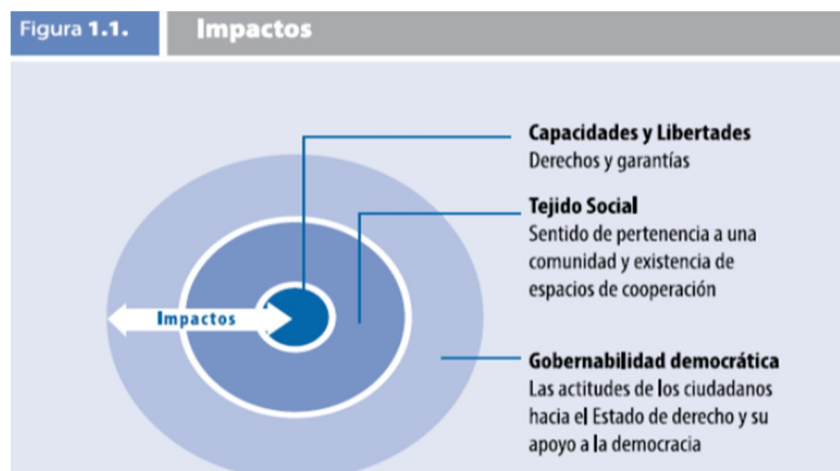 Figura 1.1.
Impactos
Capacidades y Libertades
Derechos y garantías
Tejido Social
Sentido de pertenencia a una
comunidad y existencia de
espacios de cooperación
Impactos
Gobernabilidad democrática
Las actitudes de los ciudadanos
hacia el Estado de derecho y su
apoyo a la democracia